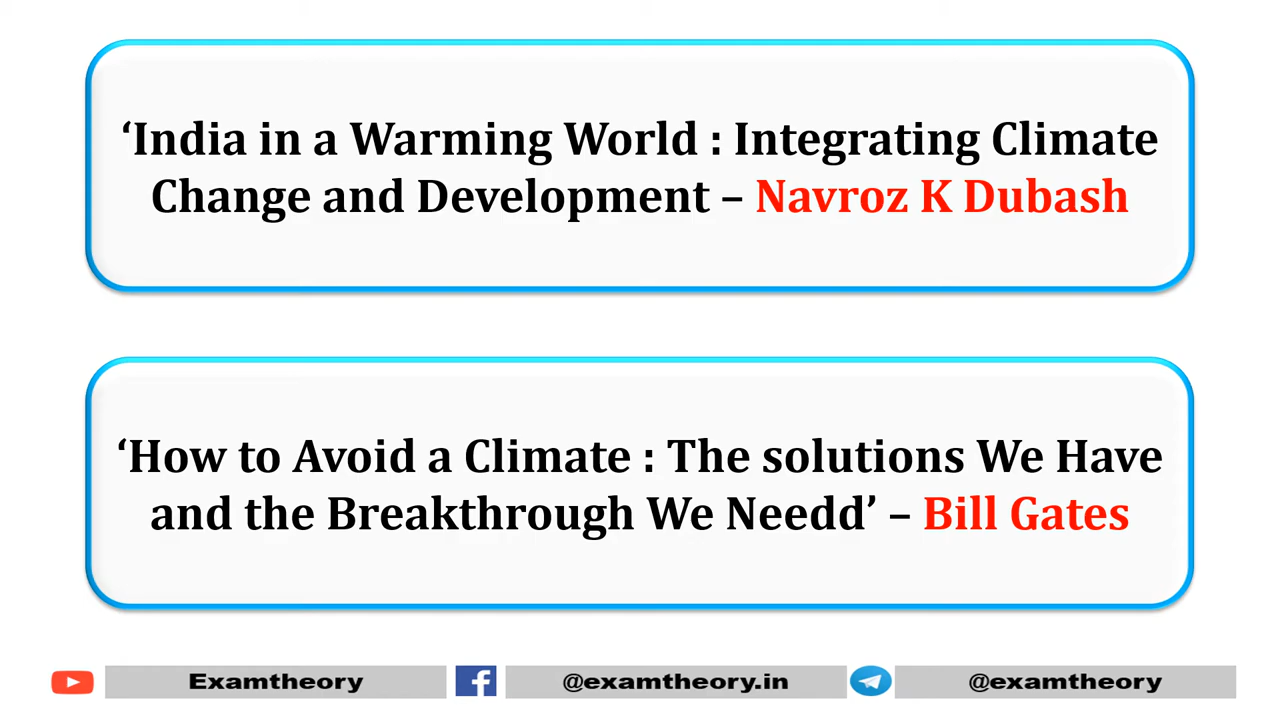 ‘India in a Warming World : Integrating Climate
Change and Development – Navroz K Dubash
‘How to Avoid a Climate : The solutions We Have
and the Breakthrough We Needd’ – Bill Gates
Examtheory
@examtheory.in
@examtheory